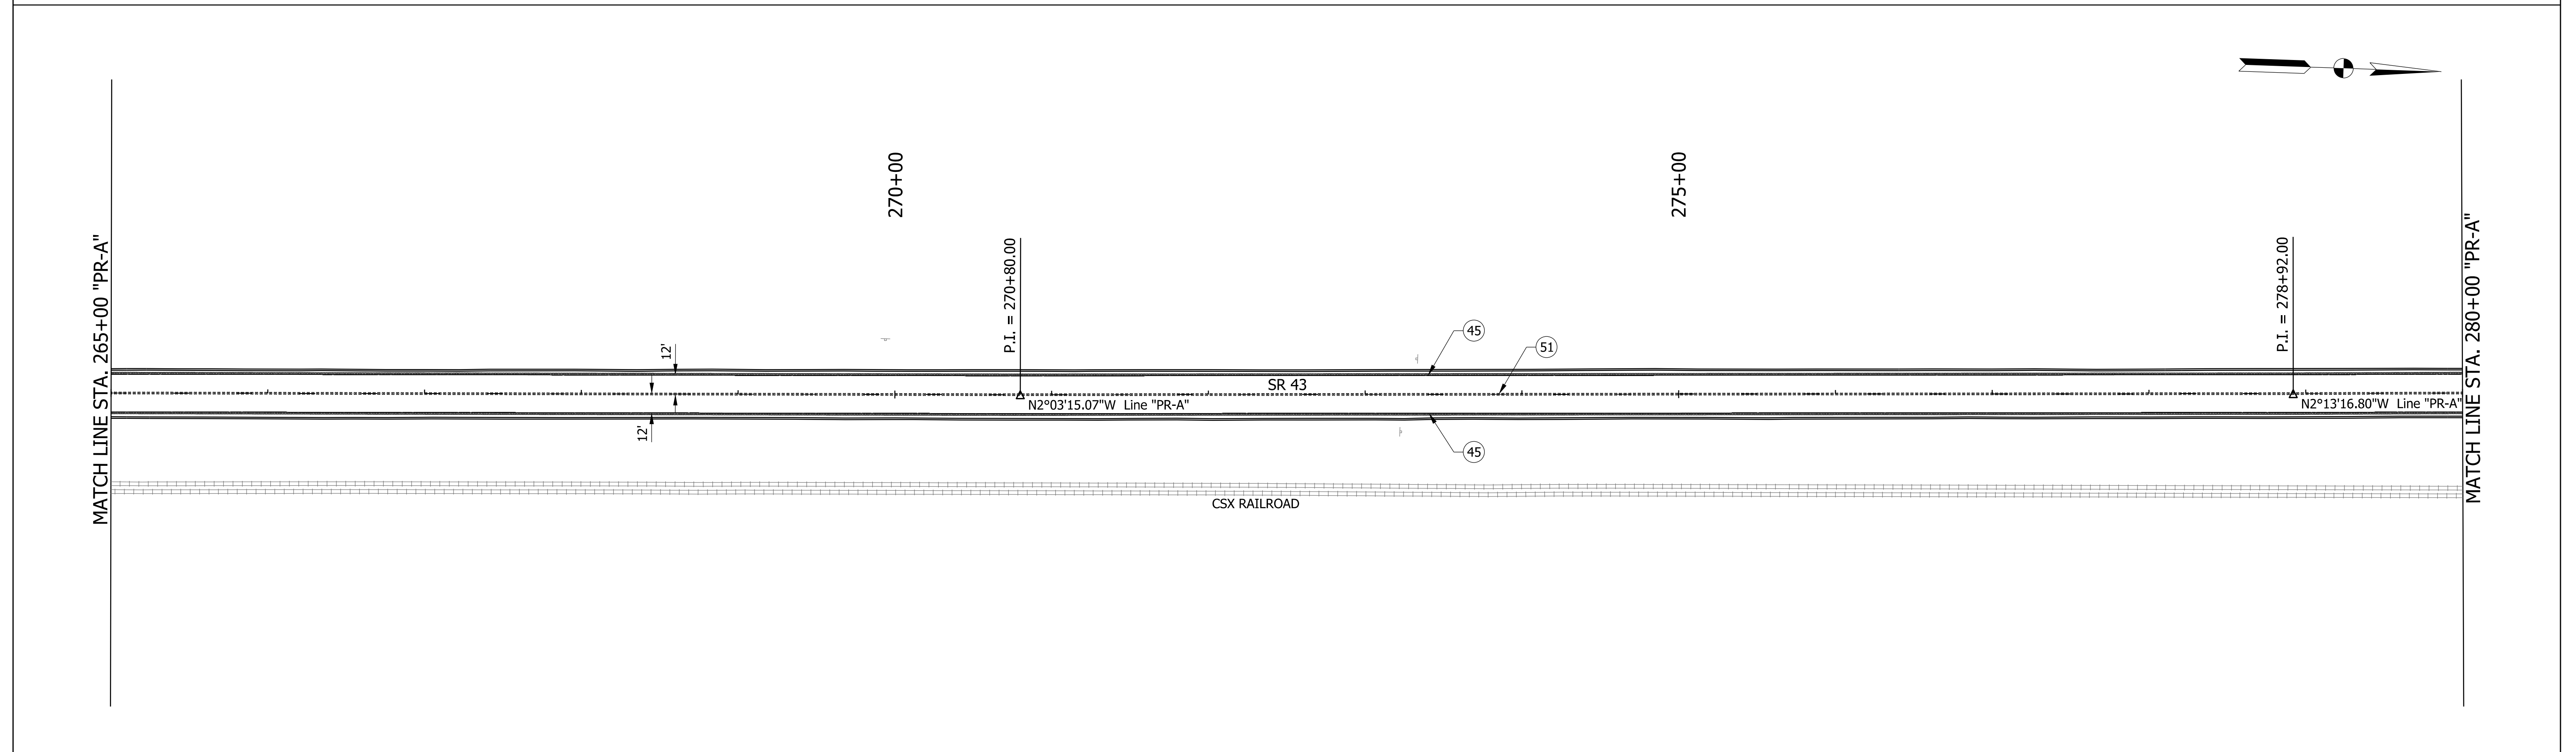 270+00
275+00
MATCH LINE STA. 265+00 "PR-A"
P.I. = 270+80.00
P.I. = 278+92.00
MATCH LINE STA. 280+00 "PR-A"
45
51
12'
SR 43
N2°03'15.07"W Line "PR-A"
N2°13'16.80"W Line "PR-A"
12'
45
CSX RAILROAD